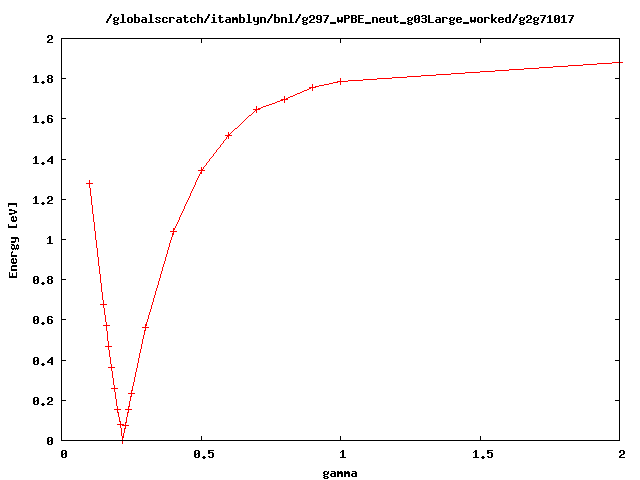 /globalscratch/itamblyn/bnl/g297_wPBE_neut_g03Large_worked/g2g71017
2
1.8
1.6
1.4
1.2
1
0.8
0.6
0.4
0.2
0
Energy [eV]
0 0.5 1 1.5 2
gamma